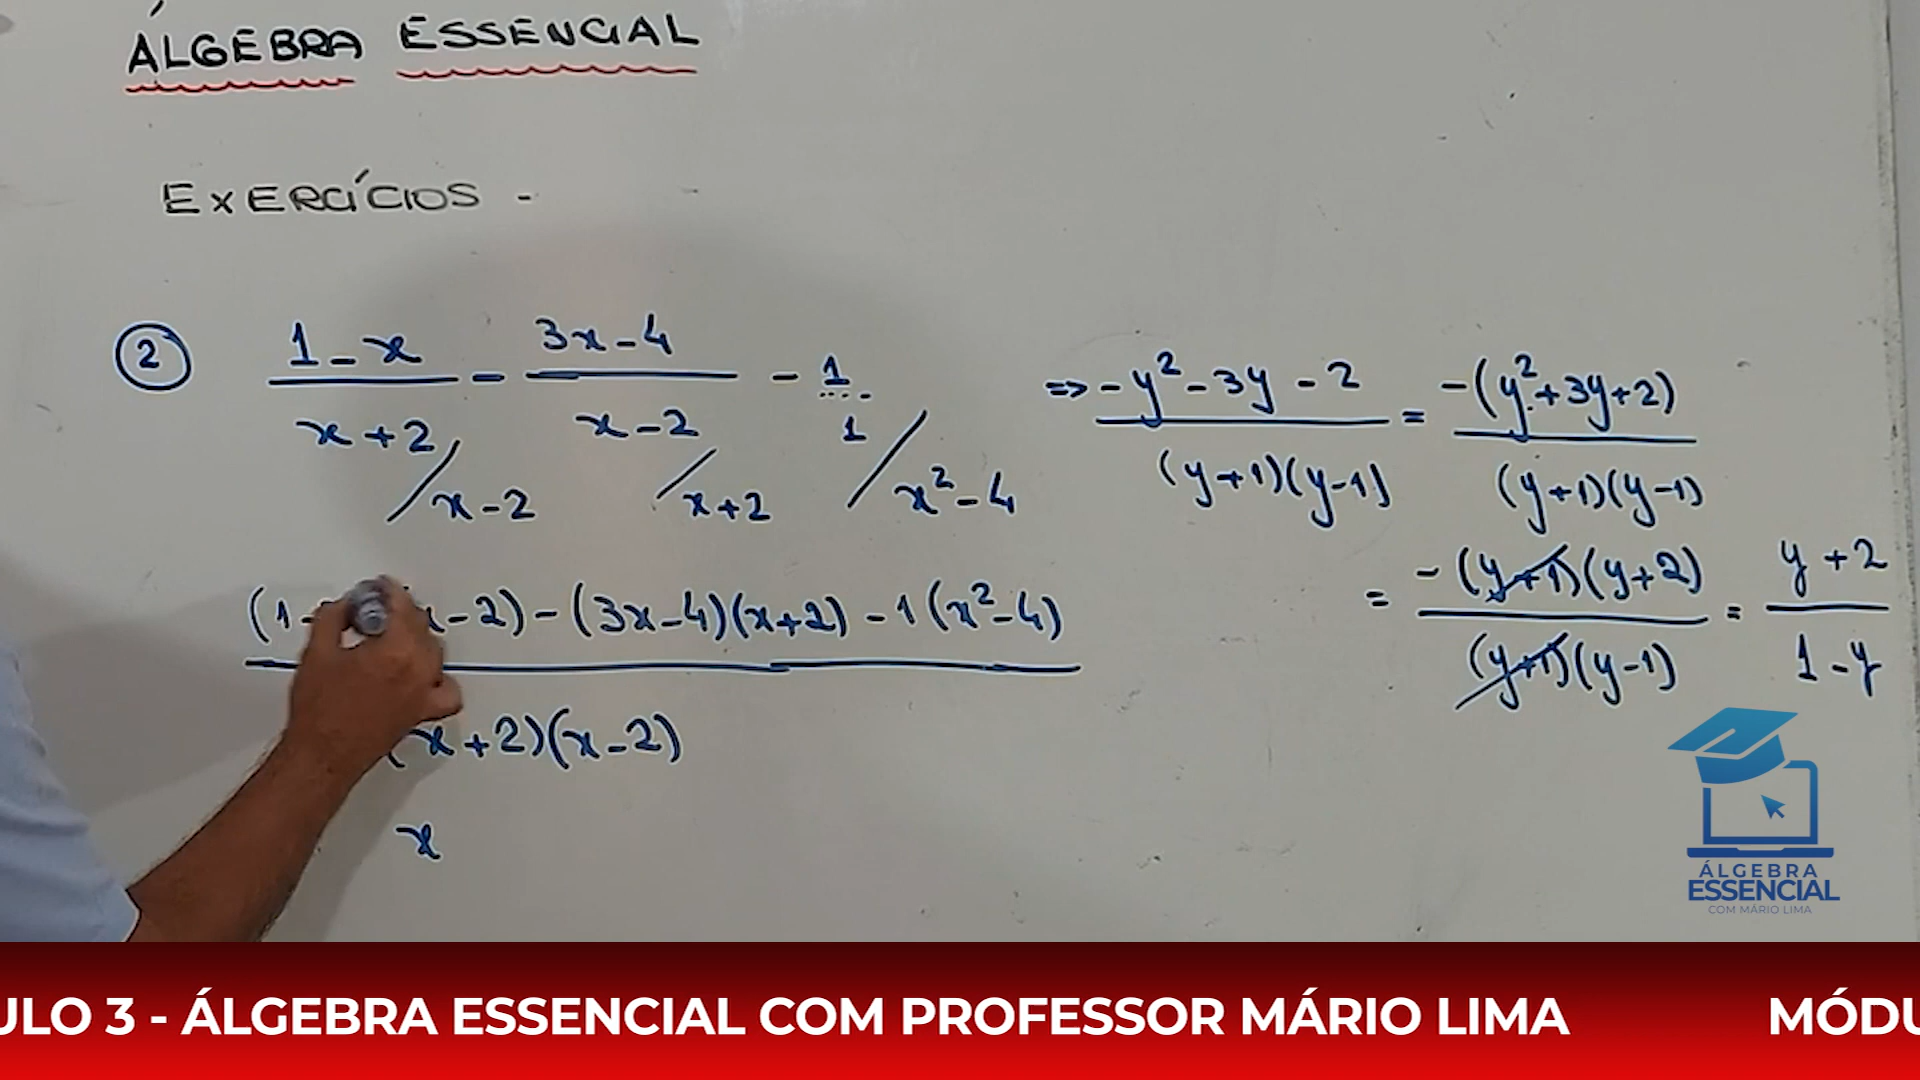 ÁLGEBRA ESSENCIAL
EXERCÍCIOS -
2
1 - x / x + 2 - 3x - 4 / x - 2 - 1 / 1
/ x - 2 / x + 2 / x² - 4
(1 - x - 2) - (3x - 4)(x + 2) - 1(x² - 4)
(x + 2)(x - 2)
x
=> - y² - 3y - 2 / (y + 1)(y - 1) = - (y² + 3y + 2) / (y + 1)(y - 1)
= - (y + 1)(y + 2) / (y + 1)(y - 1) = y + 2 / 1 - y
ÁLGEBRA
ESSENCIAL
COM MÁRIO LIMA
ULO 3 - ÁLGEBRA ESSENCIAL COM PROFESSOR MÁRIO LIMA MÓDU